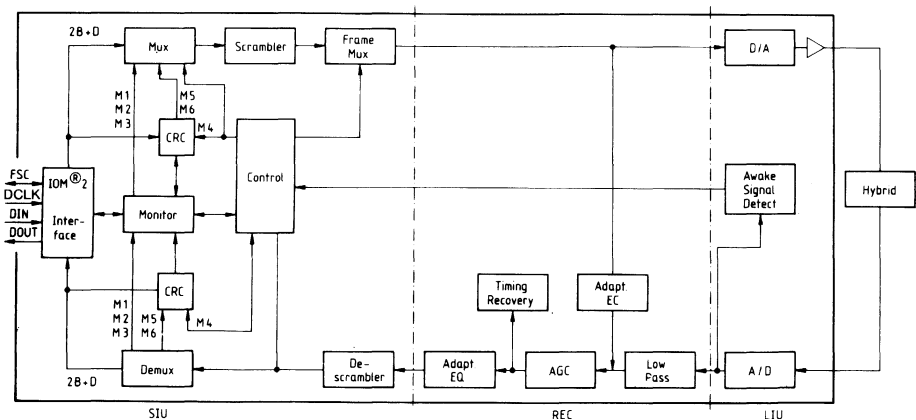 2B+D
Mux
Scrambler
Frame
Mux
D/A
M1
M2
M3
M5
M6
CRC
M4
FSC
DCLK
DIN
DOUT
IOM®2
Inter-
face
Control
Awake
Signal
Detect
Hybrid
Monitor
CRC
M4
Timing
Recovery
Adapt.
EC
M1
M2
M3
M5
M6
Demux
2B+D
De-
scrambler
Adapt
EQ
AGC
Low
Pass
A/D
SIU
REC
LIU